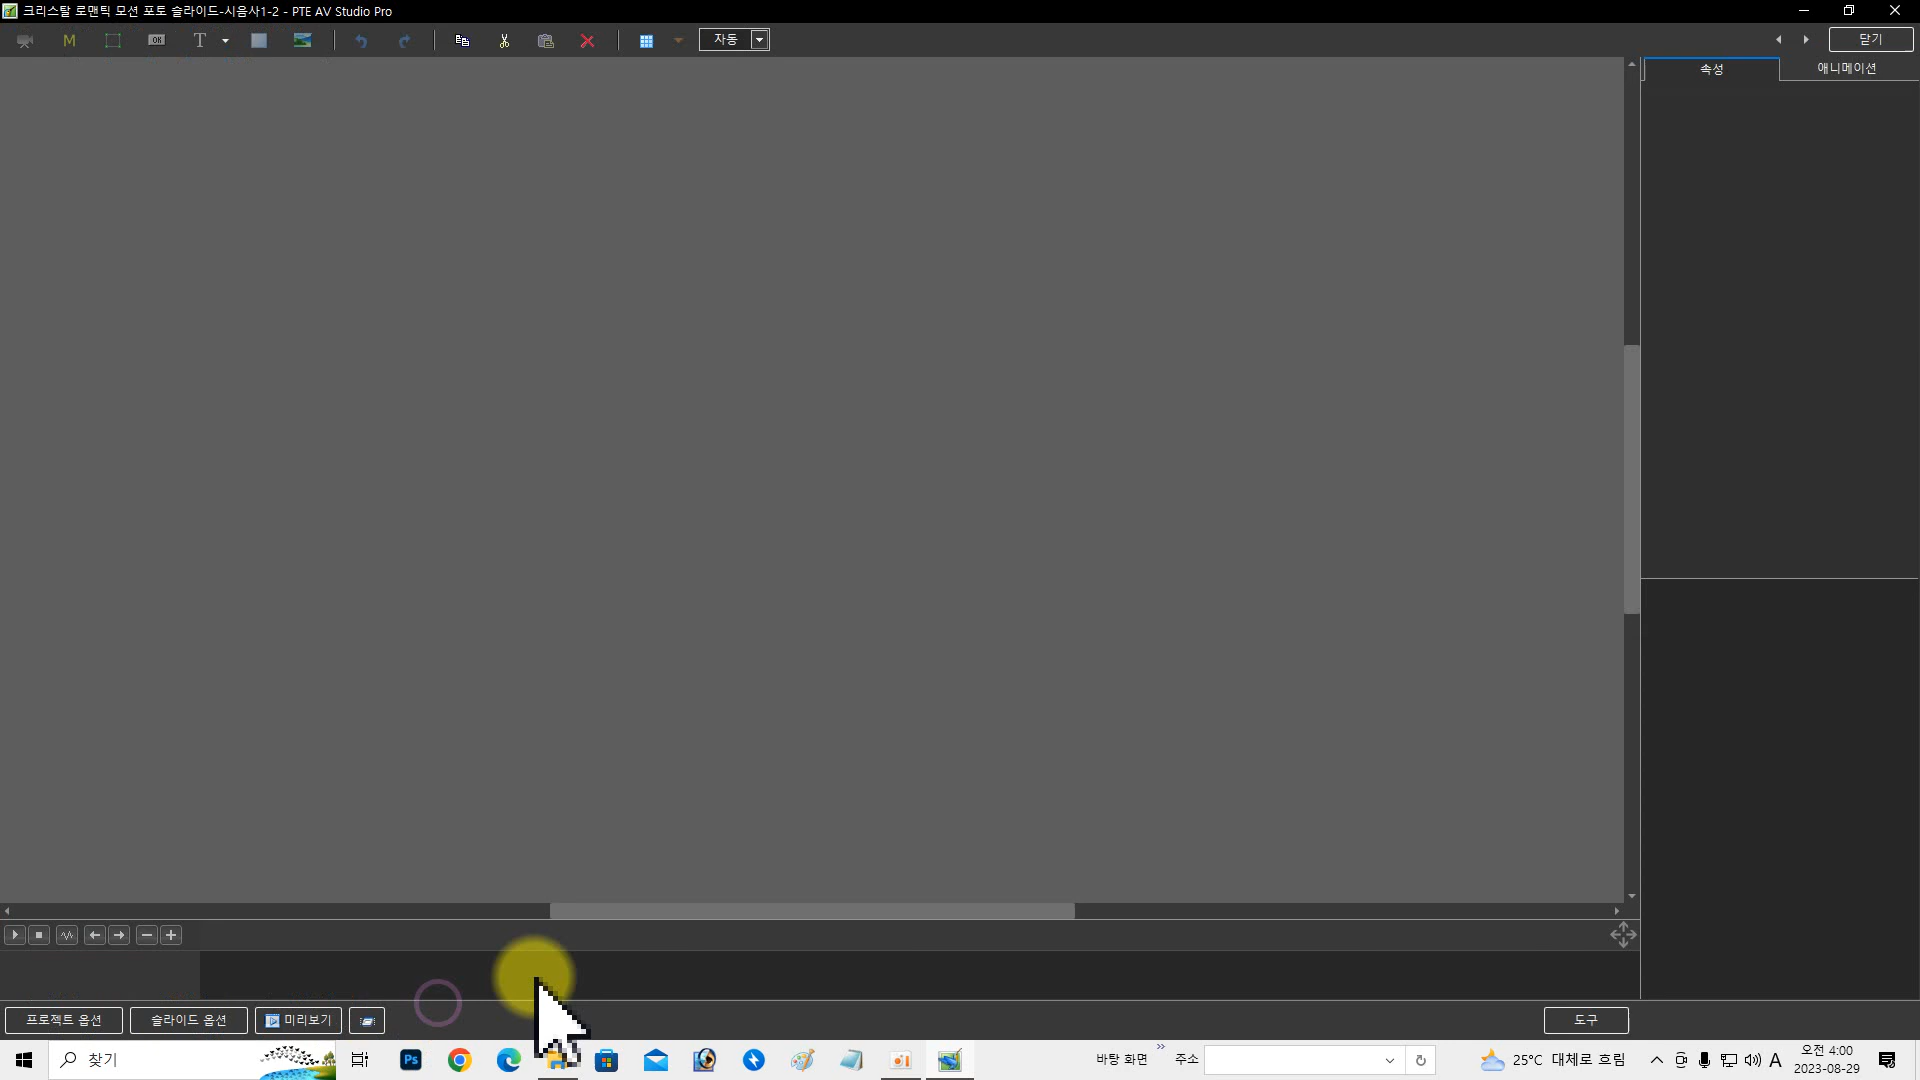 크리스탈 로맨틱 모션 포토 슬라이드-시음사1-2 - PTE AV Studio Pro
M OK T 자동 닫기
속성 애니메이션
프로젝트 옵션 슬라이드 옵션 미리보기 도구
찾기 Ps 바탕 화면 주소 25°C 대체로 흐림 A 오전 4:00
2023-08-29